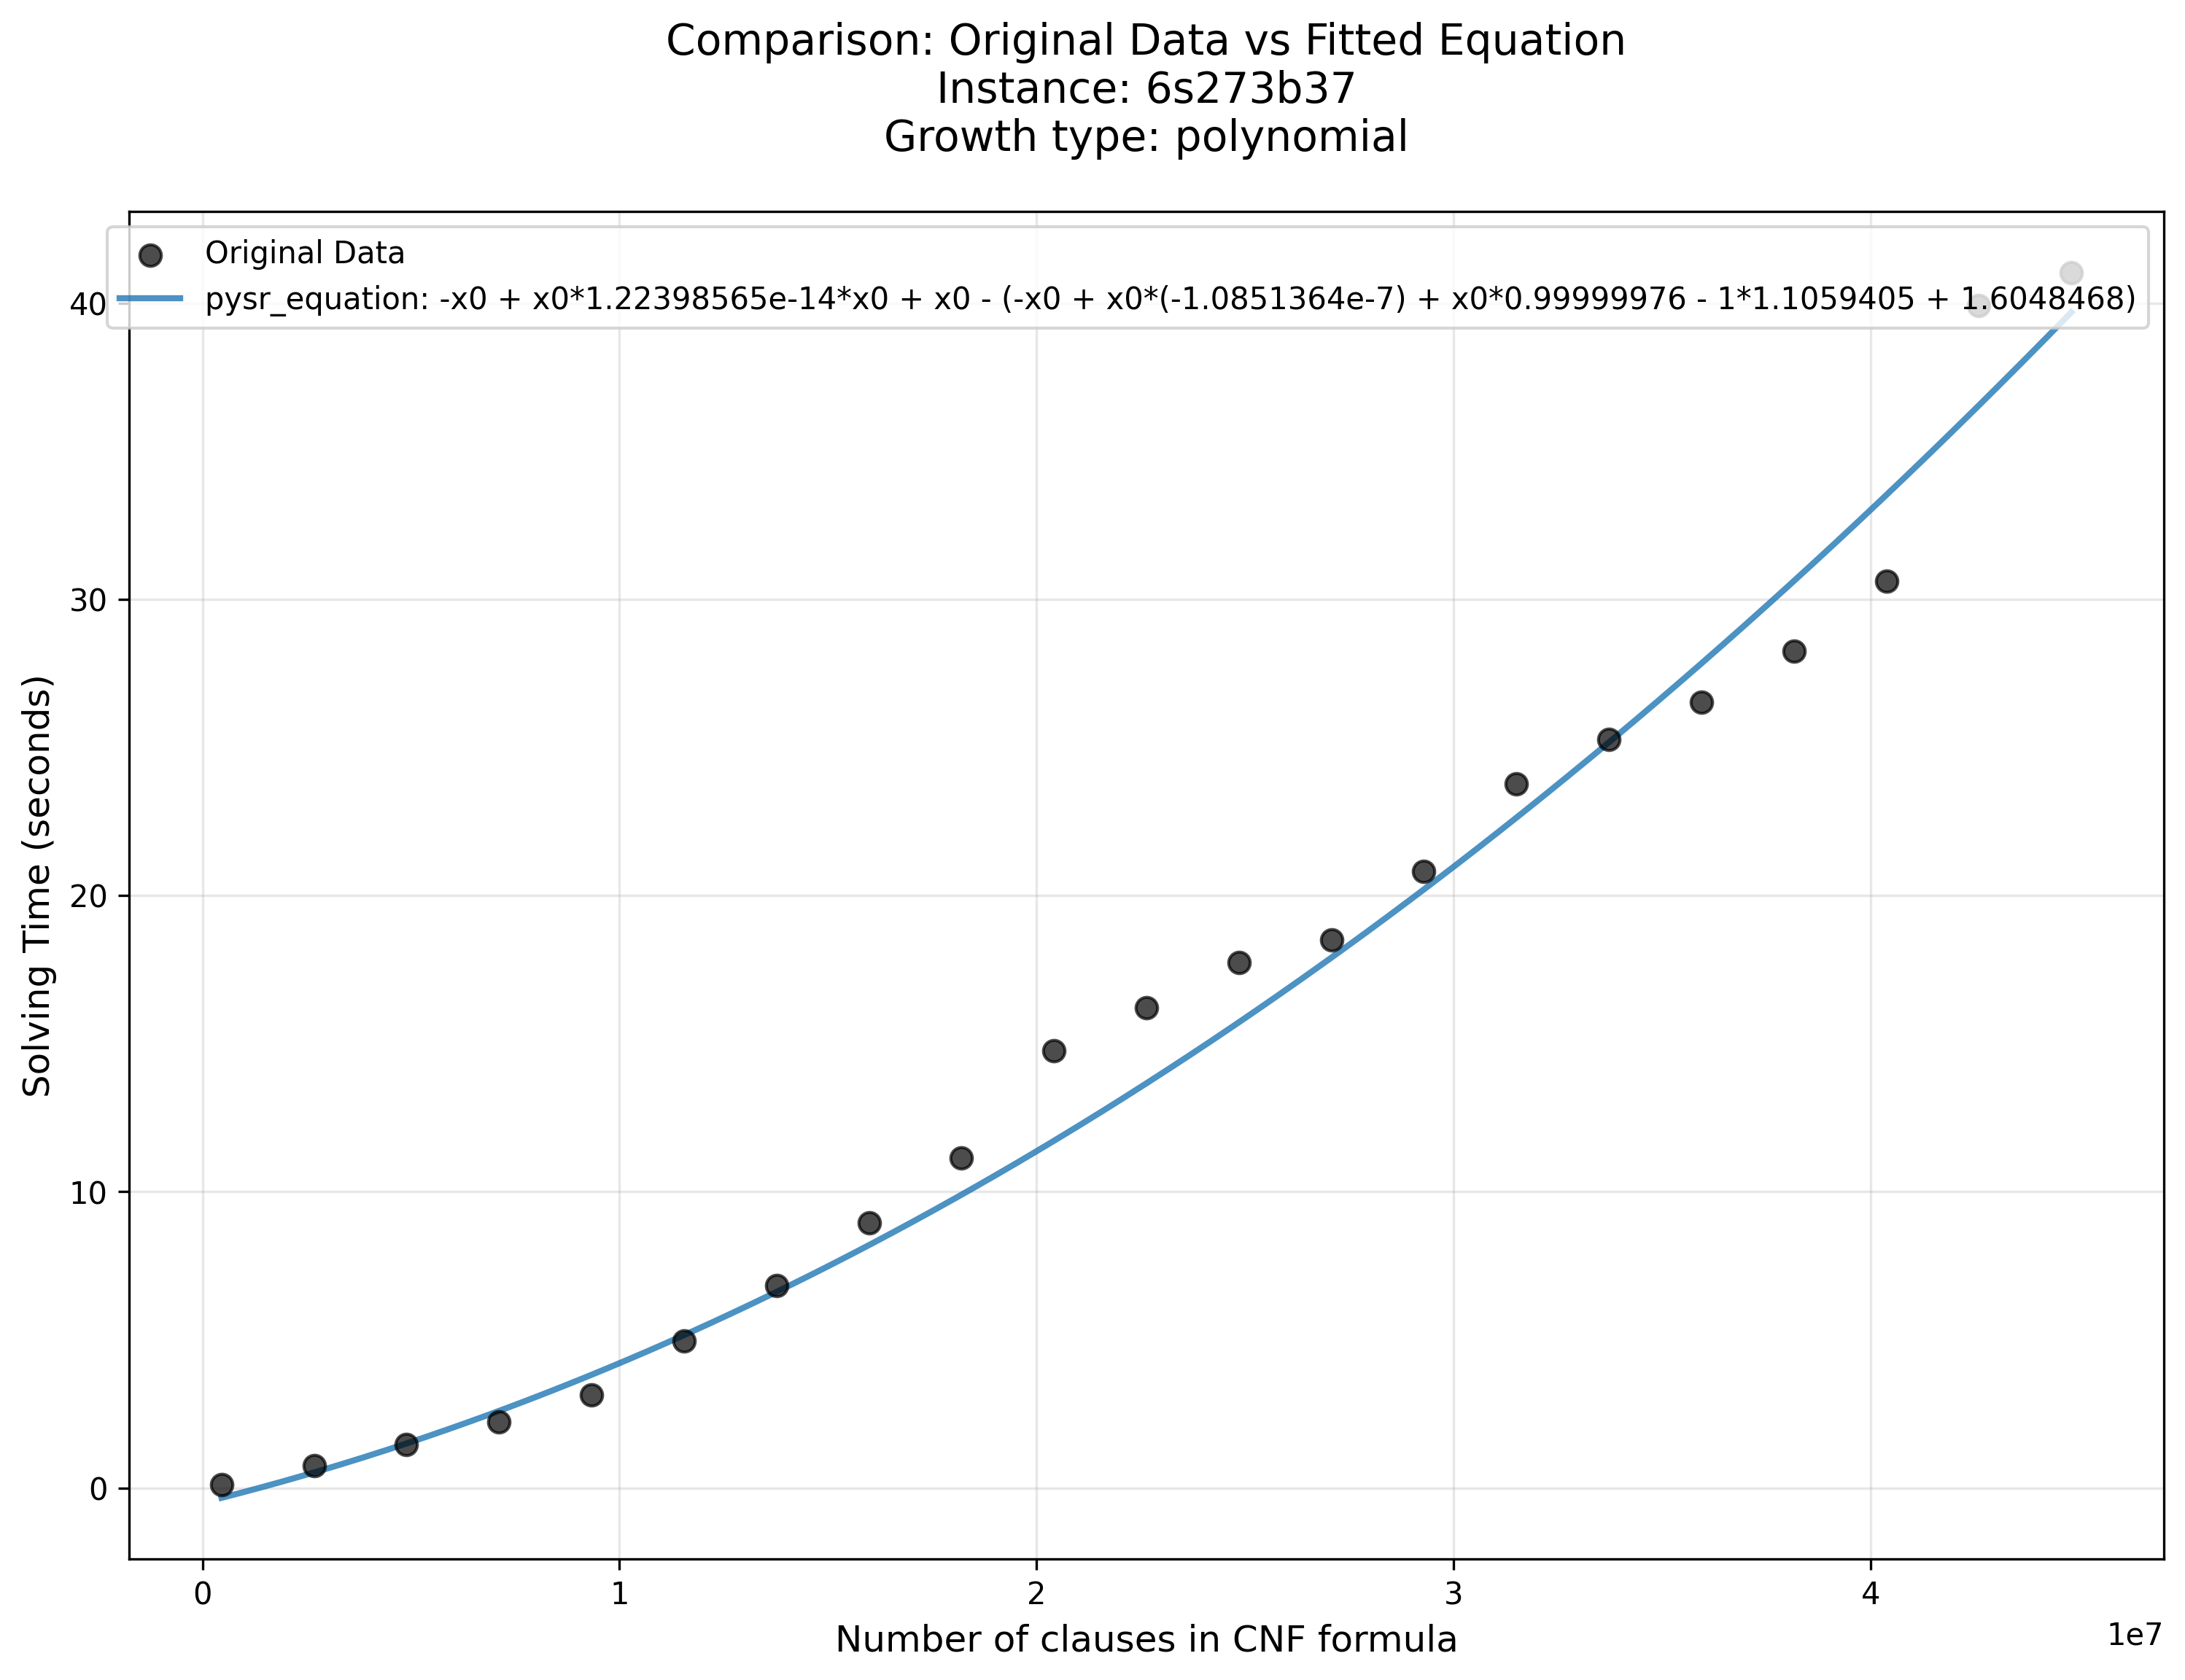 Comparison: Original Data vs Fitted Equation
Instance: 6s273b37
Growth type: polynomial
Original Data
pysr_equation: -x0 + x0*1.22398565e-14*x0 + x0 - (-x0 + x0*(-1.0851364e-7) + x0*0.99999976 - 1*1.1059405 + 1.6048468)
40
30
20
10
0
Solving Time (seconds)
0 1 2 3 4
1e7
Number of clauses in CNF formula